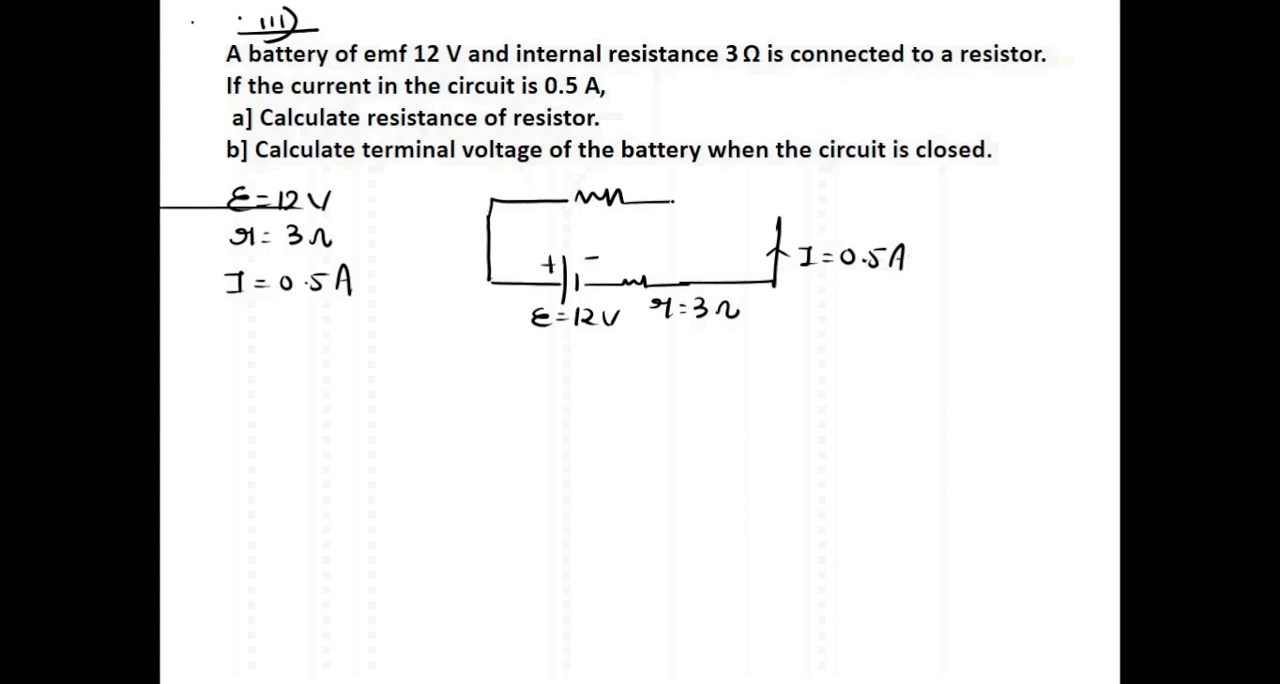 iii)
A battery of emf 12 V and internal resistance 3 Ω is connected to a resistor.
If the current in the circuit is 0.5 A,
a] Calculate resistance of resistor.
b] Calculate terminal voltage of the battery when the circuit is closed.
ε = 12 V
r = 3 Ω
I = 0.5 A
+ -
I = 0.5 A
ε = 12 V r = 3 Ω